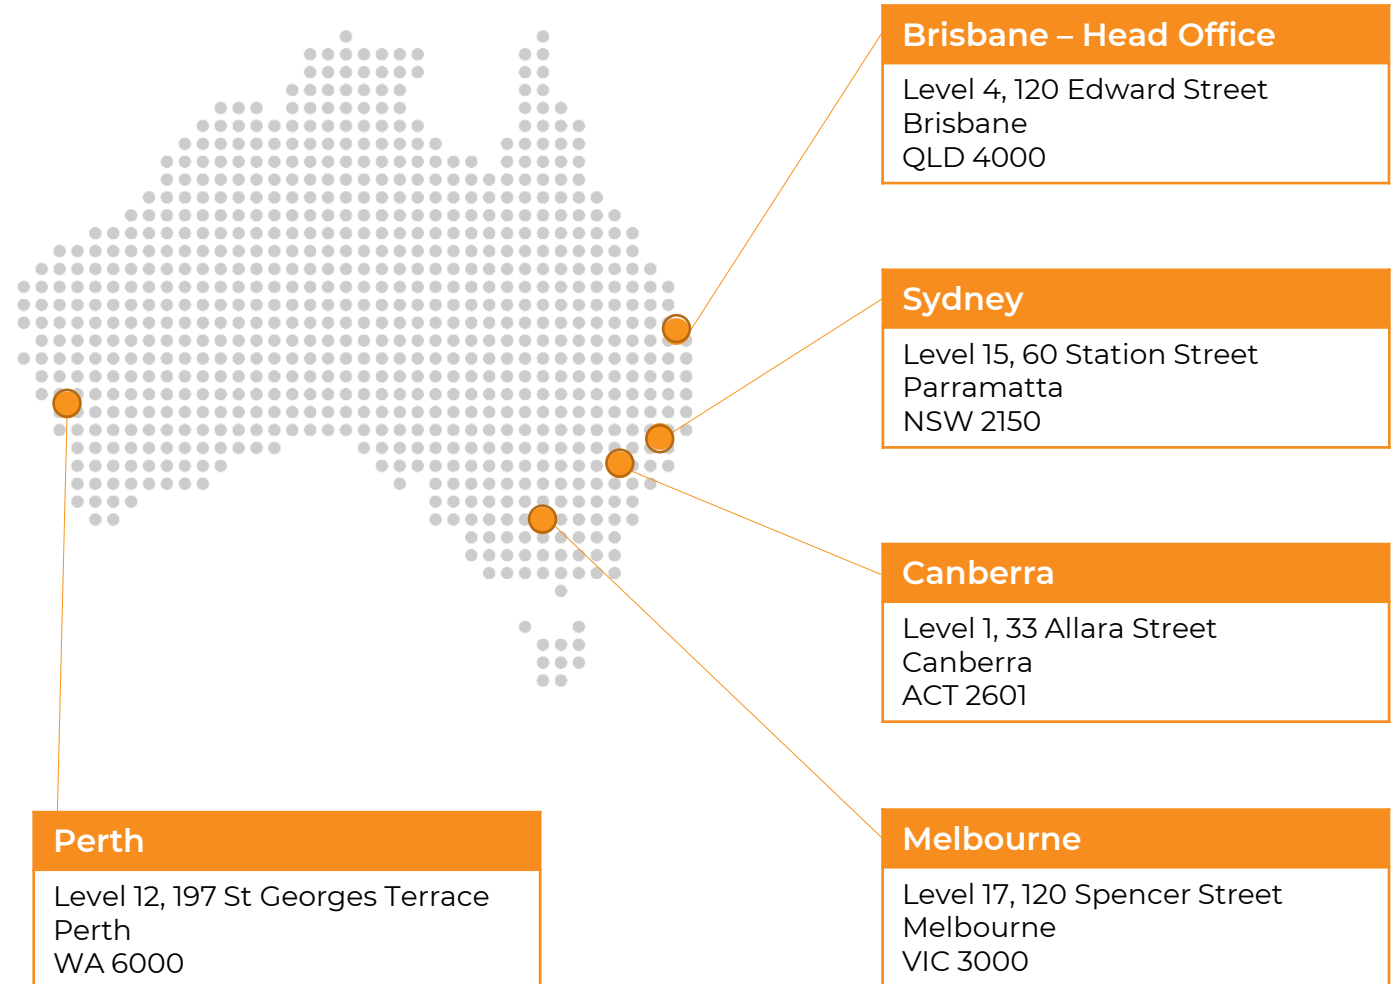 Brisbane – Head Office
Level 4, 120 Edward Street
Brisbane
QLD 4000
Sydney
Level 15, 60 Station Street
Parramatta
NSW 2150
Canberra
Level 1, 33 Allara Street
Canberra
ACT 2601
Melbourne
Level 17, 120 Spencer Street
Melbourne
VIC 3000
Perth
Level 12, 197 St Georges Terrace
Perth
WA 6000